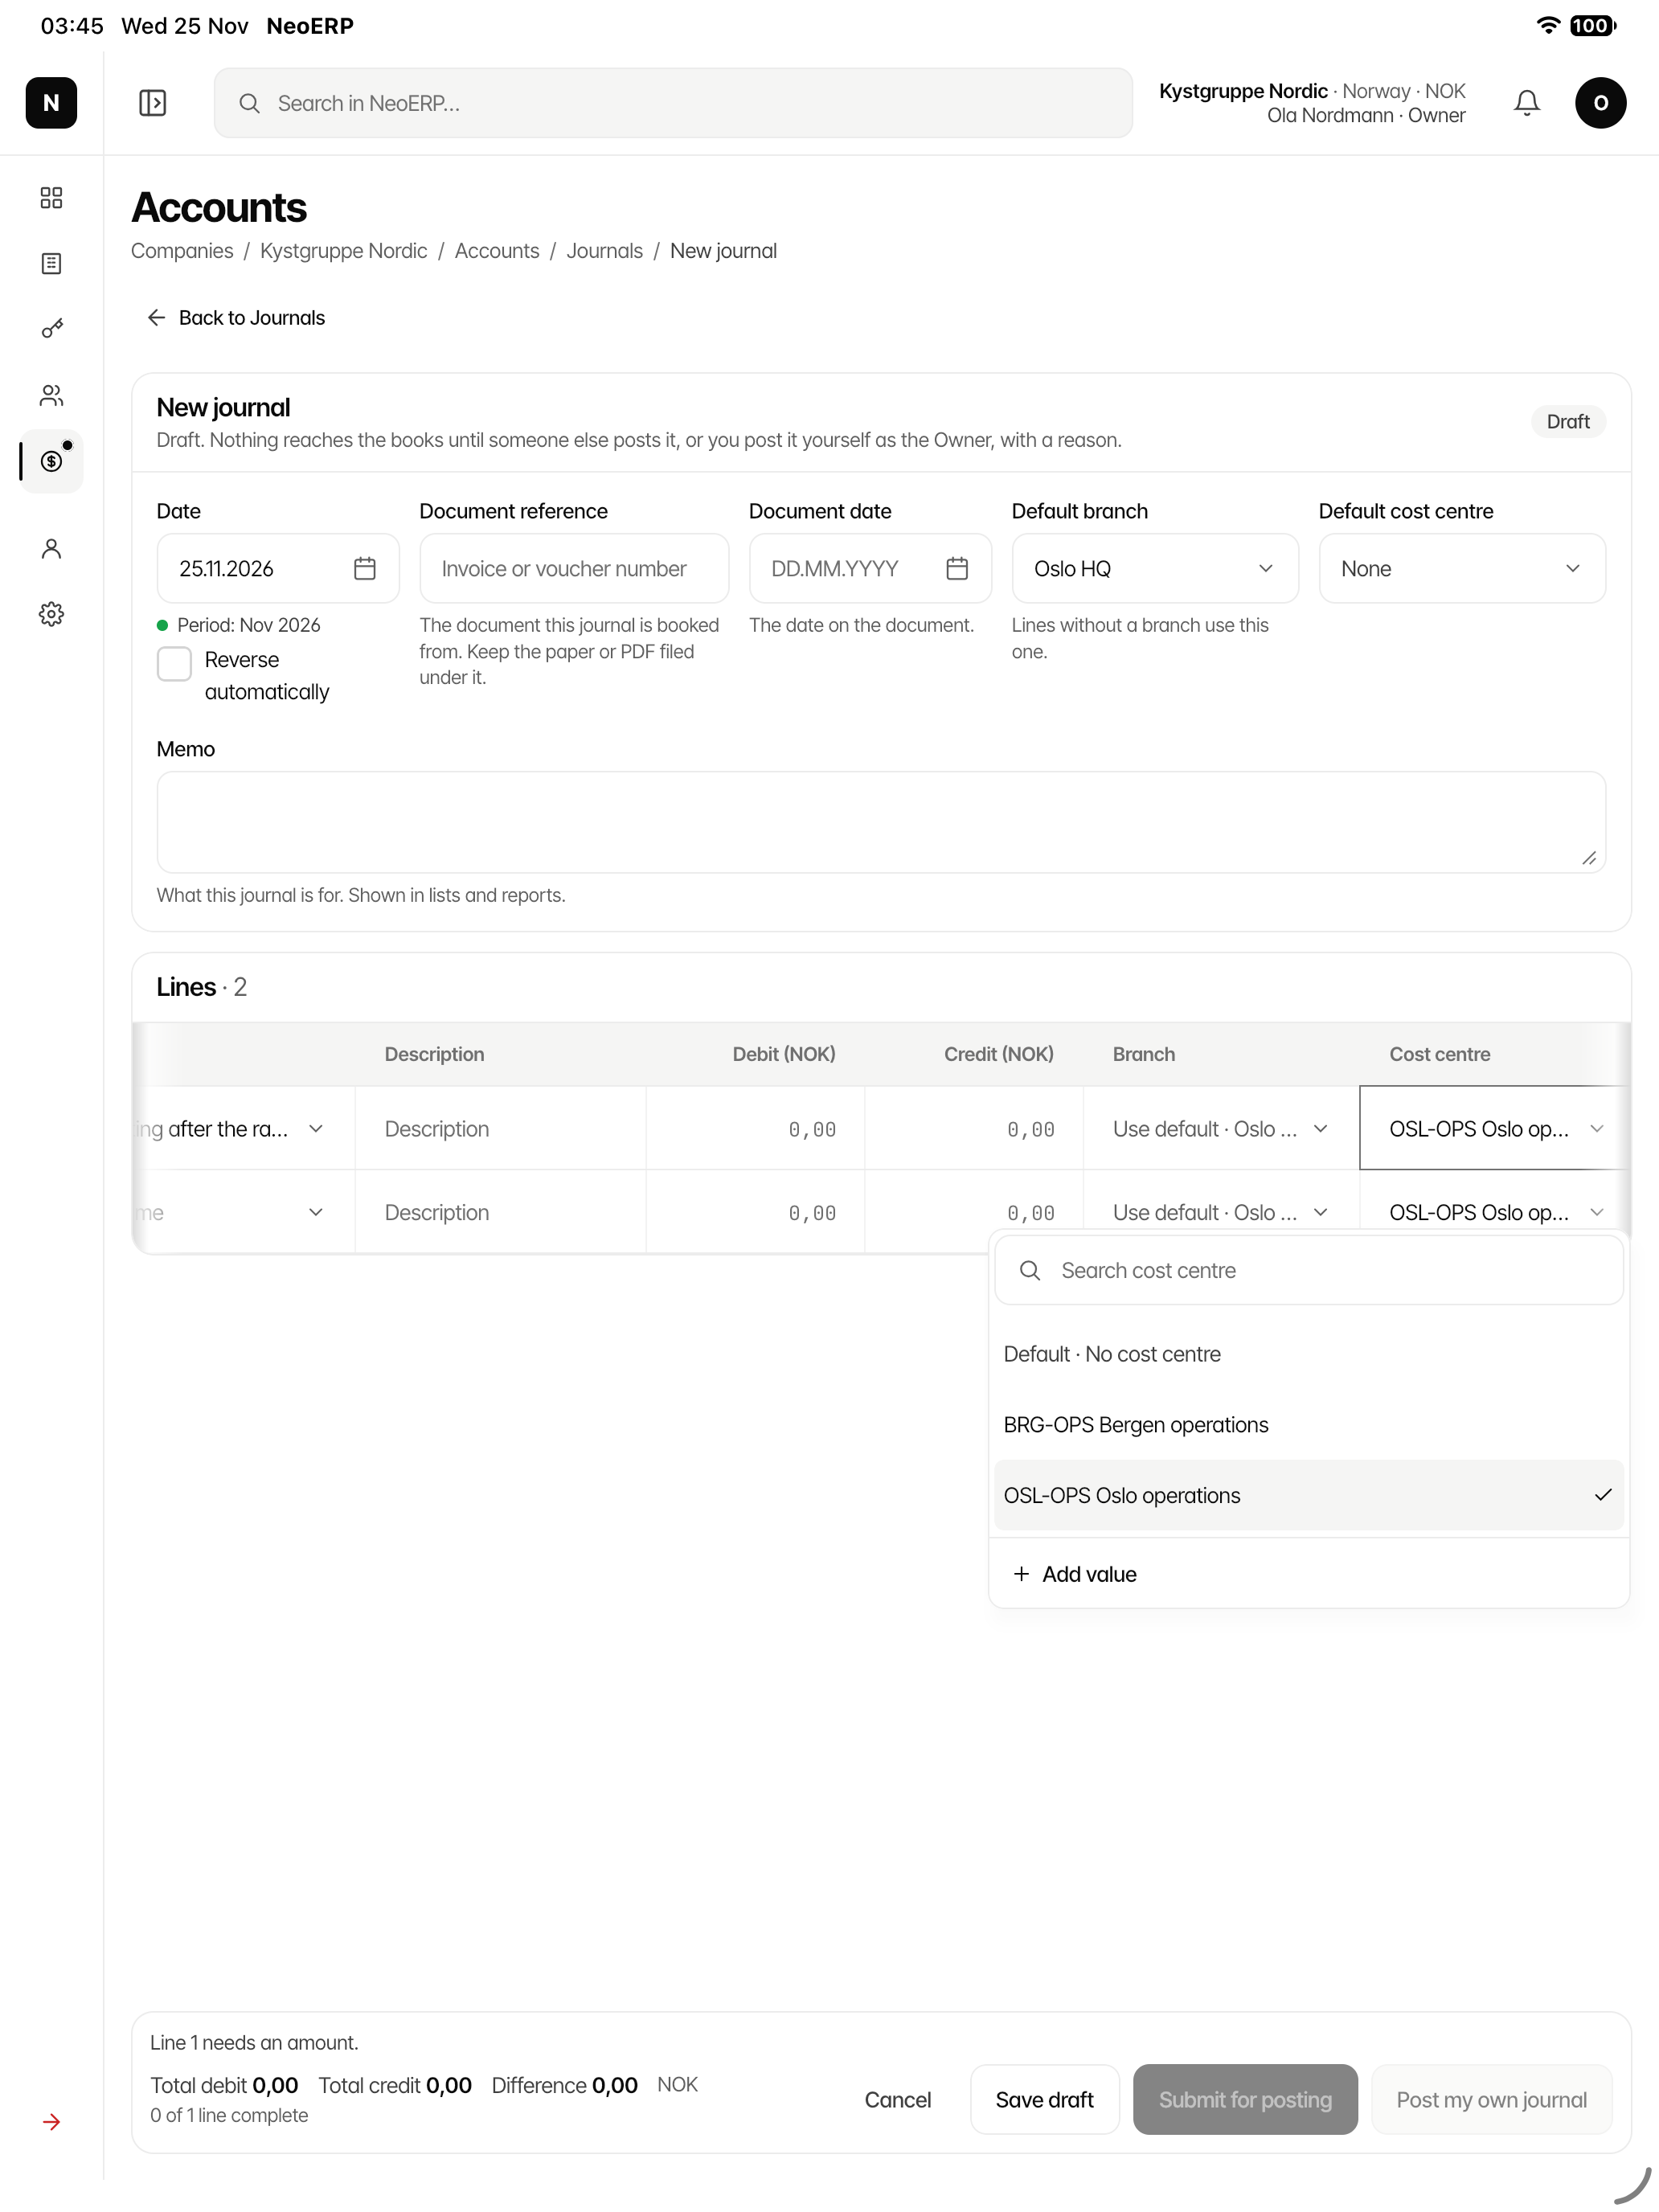 03:45 Wed 25 Nov NeoERP
100
N
Search in NeoERP...
Kystgruppe Nordic · Norway · NOK
Ola Nordmann · Owner
O
Accounts
Companies / Kystgruppe Nordic / Accounts / Journals / New journal
Back to Journals
New journal
Draft. Nothing reaches the books until someone else posts it, or you post it yourself as the Owner, with a reason.
Draft
Date
Document reference
Document date
Default branch
Default cost centre
25.11.2026
Invoice or voucher number
DD.MM.YYYY
Oslo HQ
None
Period: Nov 2026
The document this journal is booked
from. Keep the paper or PDF filed
under it.
The date on the document.
Lines without a branch use this
one.
Reverse
automatically
Memo
What this journal is for. Shown in lists and reports.
Lines · 2
Description Debit (NOK) Credit (NOK) Branch Cost centre
ing after the ra... Description 0,00 0,00 Use default · Oslo ... OSL-OPS Oslo op...
me Description 0,00 0,00 Use default · Oslo ... OSL-OPS Oslo op...
Search cost centre
Default · No cost centre
BRG-OPS Bergen operations
OSL-OPS Oslo operations
+ Add value
Line 1 needs an amount.
Total debit 0,00 Total credit 0,00 Difference 0,00 NOK
0 of 1 line complete
Cancel
Save draft
Submit for posting
Post my own journal